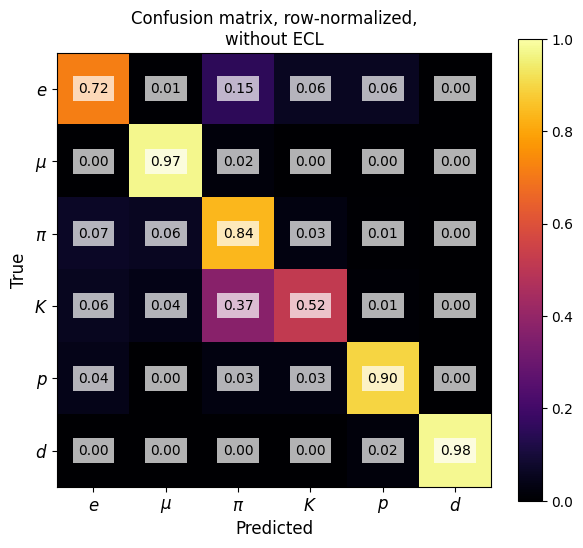 Confusion matrix, row-normalized,
without ECL
True
e 0.72 0.01 0.15 0.06 0.06 0.00
μ 0.00 0.97 0.02 0.00 0.00 0.00
π 0.07 0.06 0.84 0.03 0.01 0.00
K 0.06 0.04 0.37 0.52 0.01 0.00
p 0.04 0.00 0.03 0.03 0.90 0.00
d 0.00 0.00 0.00 0.00 0.02 0.98
e μ π K p d
Predicted
1.0
0.8
0.6
0.4
0.2
0.0